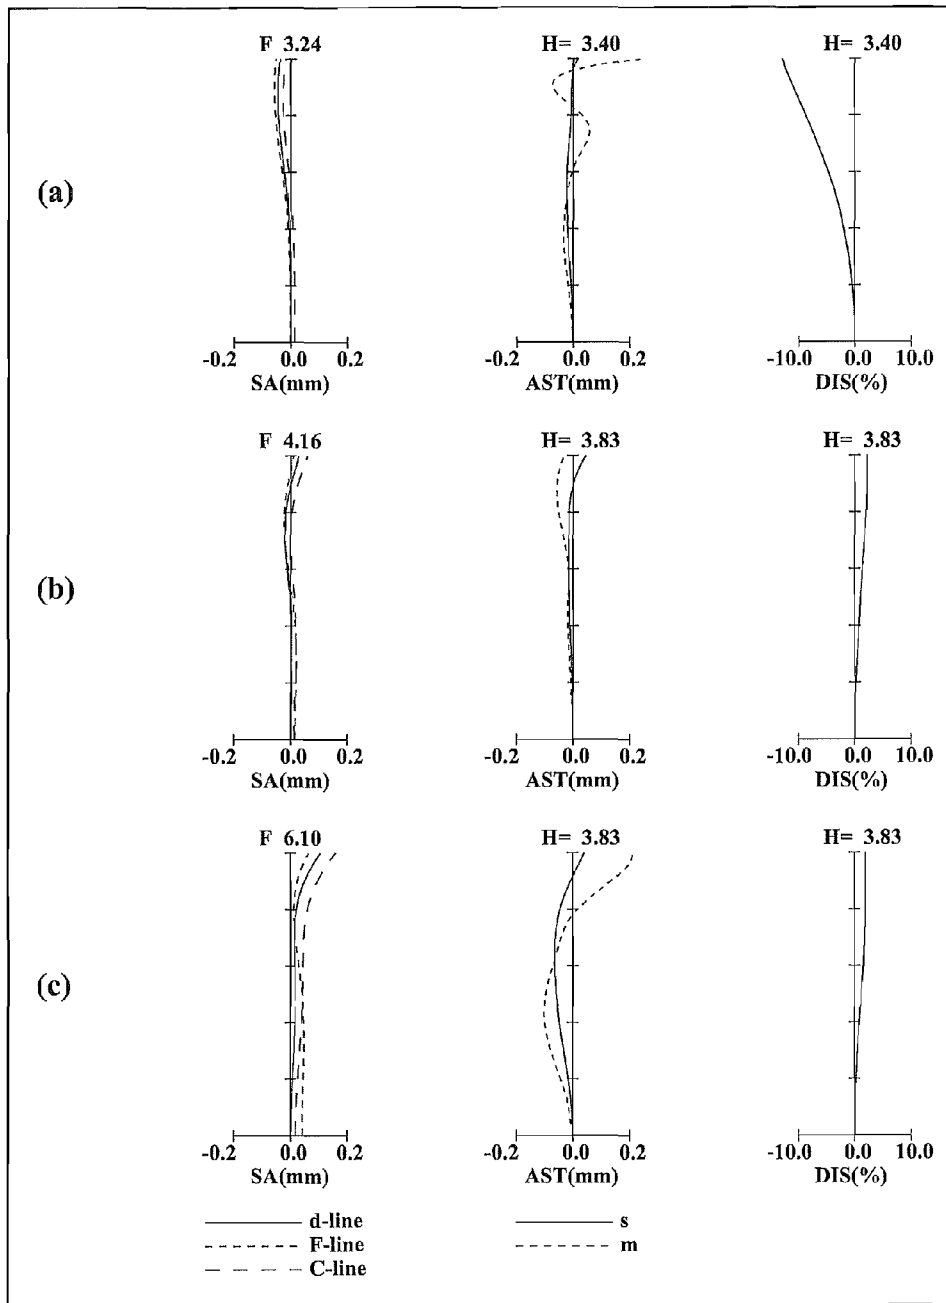 F 3.24 H= 3.40 H= 3.40
(a)
-0.2 0.0 0.2 -0.2 0.0 0.2 -10.0 0.0 10.0
SA(mm) AST(mm) DIS(%)
F 4.16 H= 3.83 H= 3.83
(b)
-0.2 0.0 0.2 -0.2 0.0 0.2 -10.0 0.0 10.0
SA(mm) AST(mm) DIS(%)
F 6.10 H= 3.83 H= 3.83
(c)
-0.2 0.0 0.2 -0.2 0.0 0.2 -10.0 0.0 10.0
SA(mm) AST(mm) DIS(%)
d-line s
F-line m
C-line